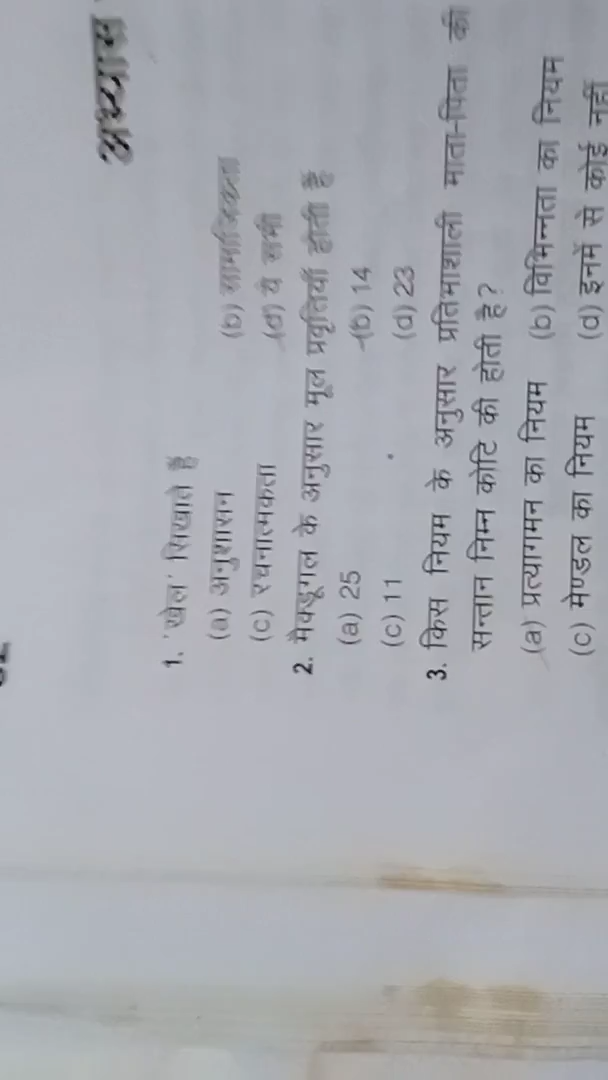 अभ्यास
1. 'खेल' सिखाते हैं
(a) अनुशासन (b) सामाजिकता
(c) रचनात्मकता (d) ये सभी
2. मैक्डूगल के अनुसार मूल प्रवृतियाँ होती हैं
(a) 25 (b) 14
(c) 11 (d) 23
3. किस नियम के अनुसार प्रतिभाशाली माता-पिता की
सन्तान निम्न कोटि की होती है?
(a) प्रत्यागमन का नियम (b) विभिन्नता का नियम
(c) मेण्डल का नियम (d) इनमें से कोई नहीं